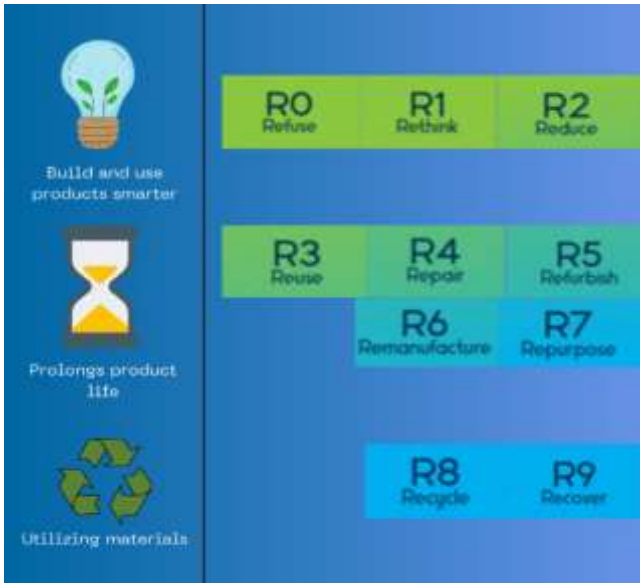 R0 R1 R2
Refuse Rethink Reduce
Build and use
products smarter
R3 R4 R5
Reuse Repair Refurbish
R6 R7
Remanufacture Repurpose
Prolongs product
life
R8 R9
Recycle Recover
Utilizing materials